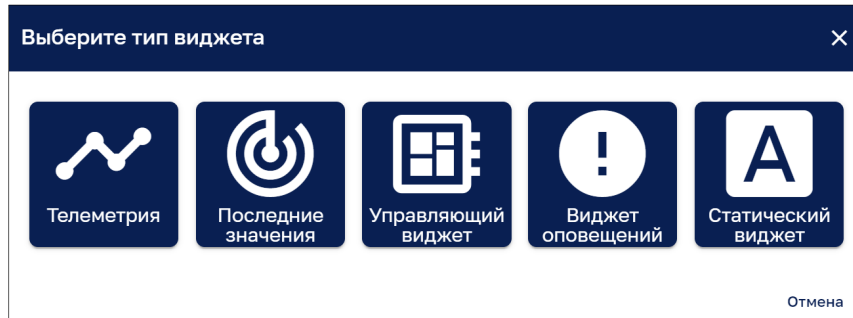 Выберите тип виджета
Телеметрия
Последние
значения
Управляющий
виджет
Виджет
оповещений
Статический
виджет
Отмена